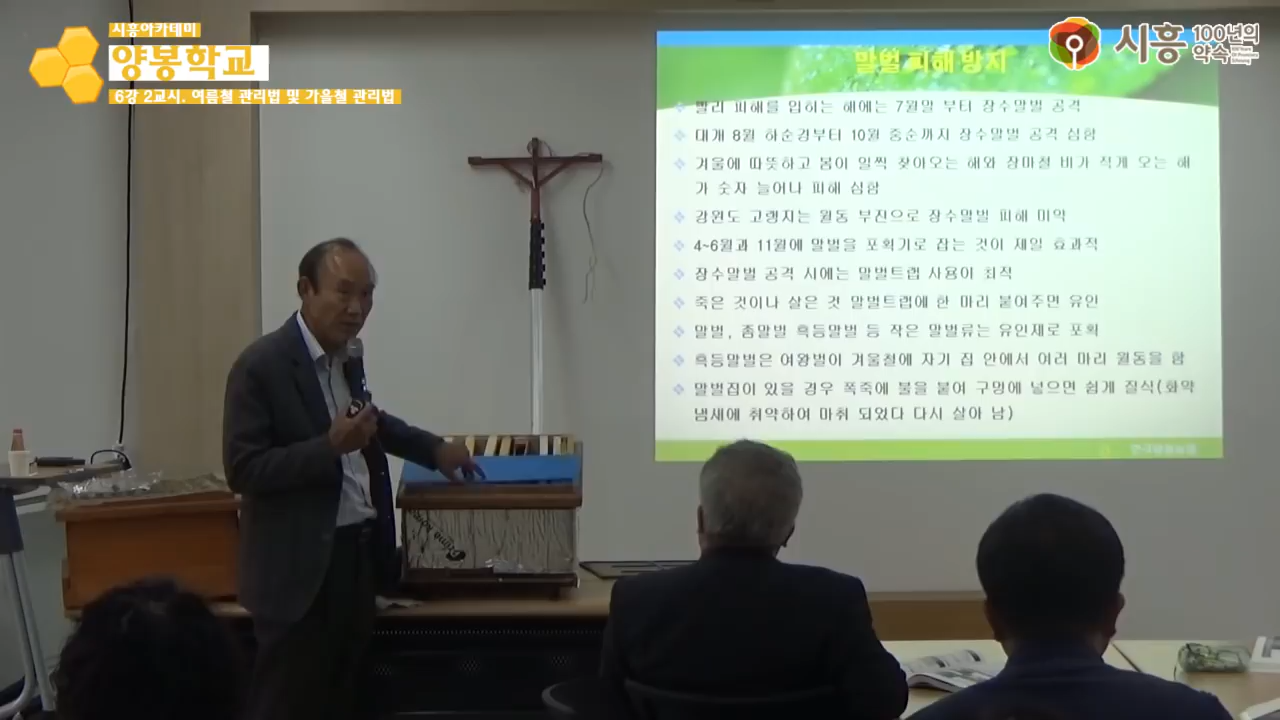 시흥아카데미
양봉학교
6강 2교시. 여름철 관리법 및 가을철 관리법
시흥 100년의 약속
말벌 피해 방지
빨리 피해를 입히는 해에는 7월말 부터 장수말벌 공격
대개 8월 하순경부터 10월 중순까지 장수말벌 공격 심함
겨울에 따뜻하고 봄이 일찍 찾아오는 해와 장마철 비가 적게 오는 해
가 숫자 늘어나 피해 심함
강원도 고랭지는 월동 부진으로 장수말벌 피해 미약
4~6월과 11월에 말벌을 포획기로 잡는 것이 제일 효과적
장수말벌 공격 시에는 말벌트랩 사용이 최적
죽은 것이나 살은 것 말벌트랩에 한 마리 붙여주면 유인
말벌, 좀말벌 흑등말벌 등 작은 말벌류는 유인제로 포획
흑등말벌은 여왕벌이 겨울철에 자기 집 안에서 여러 마리 월동을 함
말벌집이 있을 경우 폭죽에 불을 붙여 구멍에 넣으면 쉽게 질식(화약
냄새에 취약하여 마취 되었다 다시 살아 남)